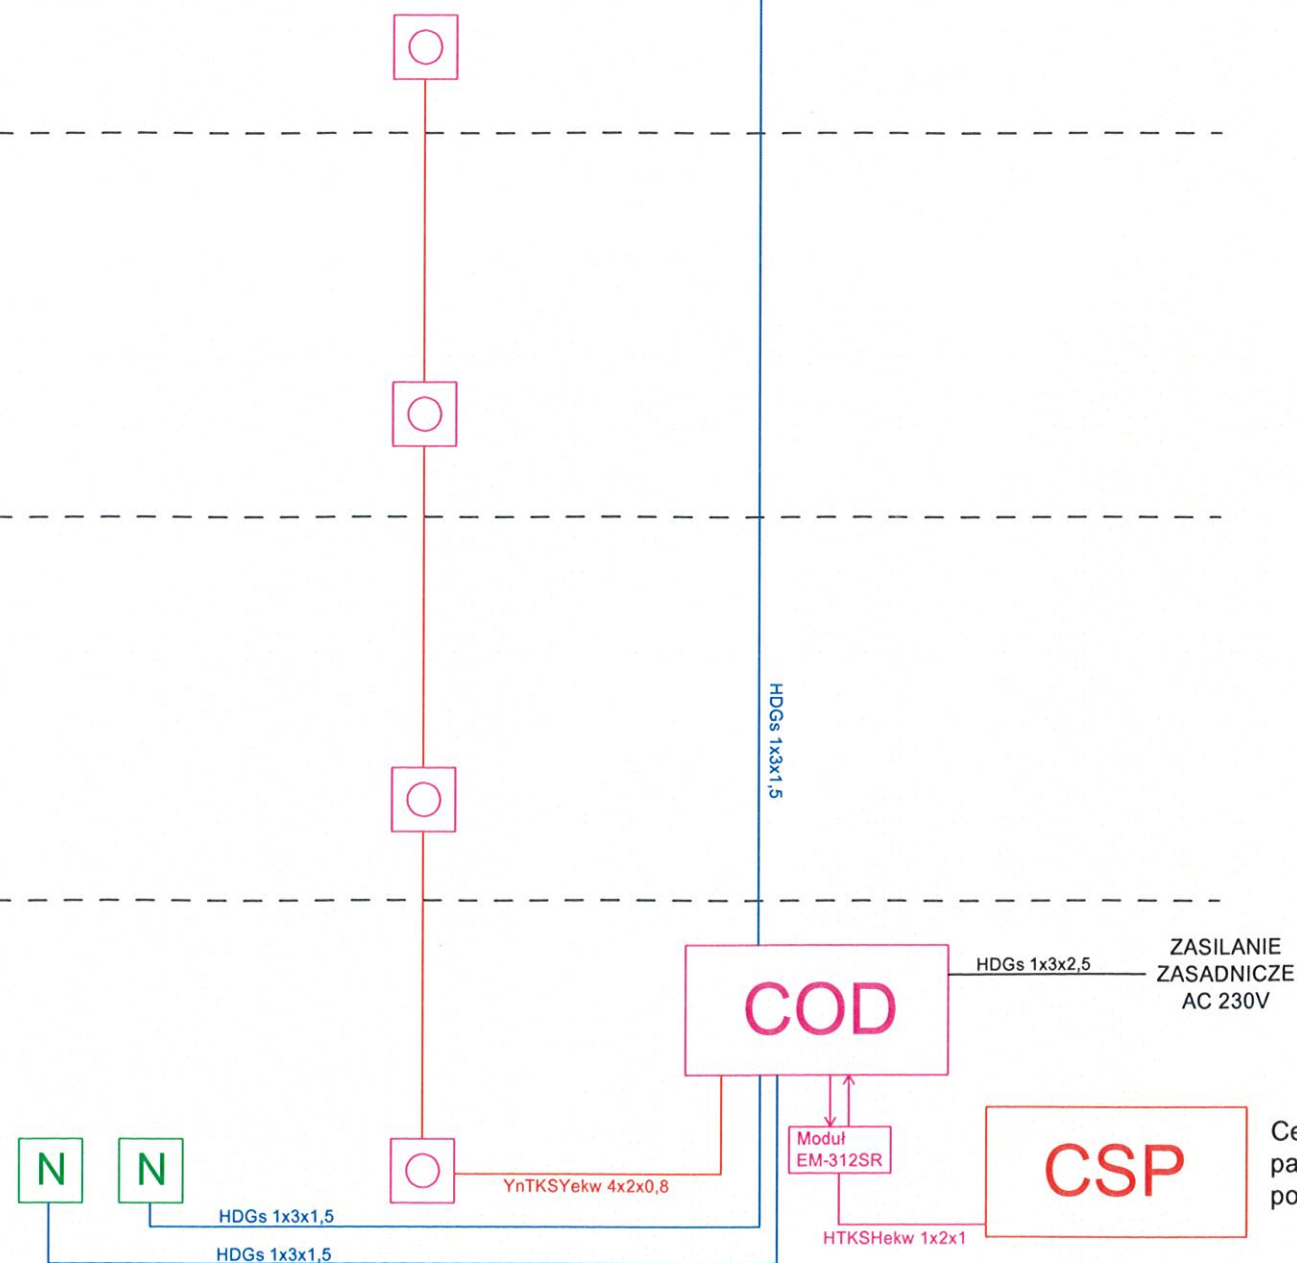 HDGs 1x3x1,5
ZASILANIE
ZASADNICZE
AC 230V
HDGs 1x3x2,5
COD
Moduł
EM-312SR
CSP
N
N
YnTKSYekw 4x2x0,8
HDGs 1x3x1,5
HTKSHekw 1x2x1
HDGs 1x3x1,5